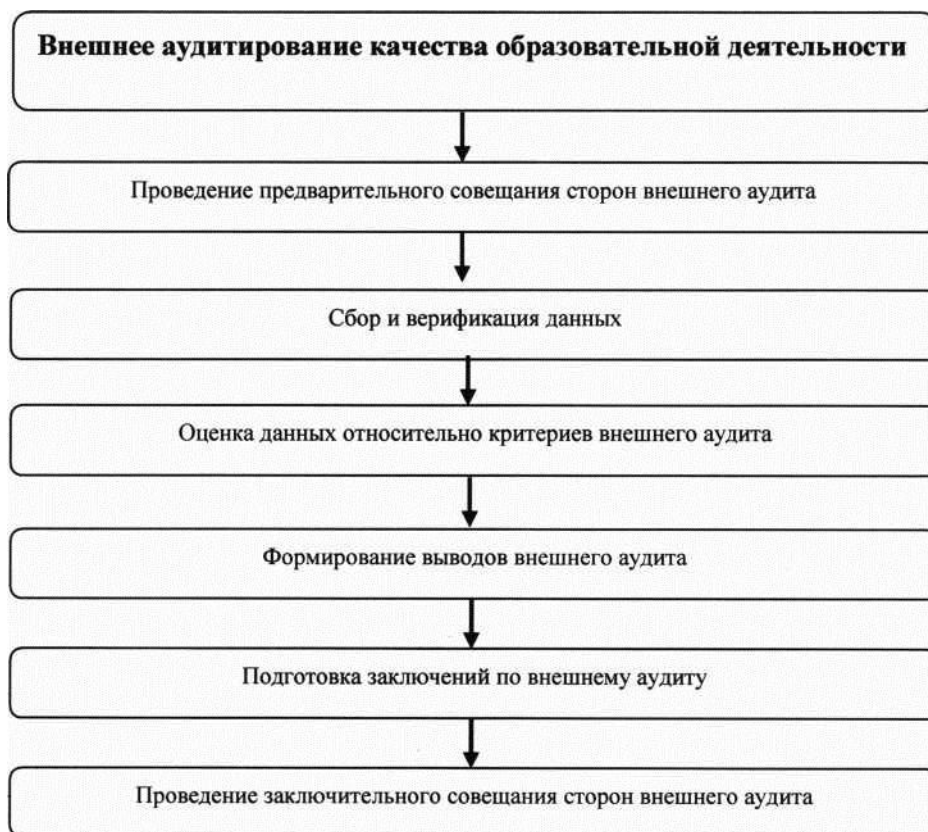 Внешнее аудитирование качества образовательной деятельности
Проведение предварительного совещания сторон внешнего аудита
Сбор и верификация данных
Оценка данных относительно критериев внешнего аудита
Формирование выводов внешнего аудита
Подготовка заключений по внешнему аудиту
Проведение заключительного совещания сторон внешнего аудита